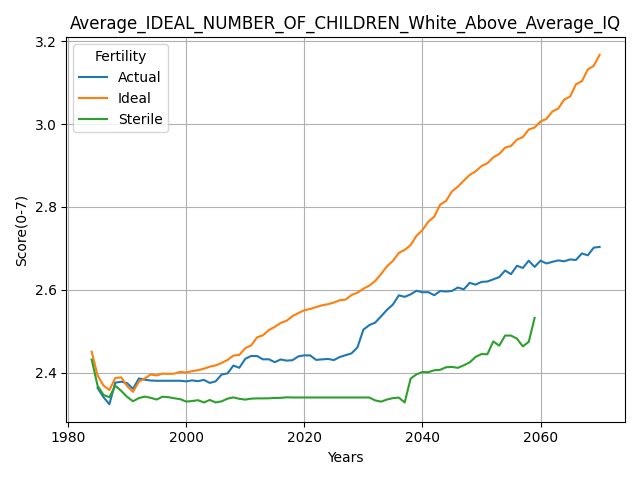 Average_IDEAL_NUMBER_OF_CHILDREN_White_Above_Average_IQ
Fertility
Actual
Ideal
Sterile
Score(0-7)
3.2
3.0
2.8
2.6
2.4
1980
2000
2020
2040
2060
Years